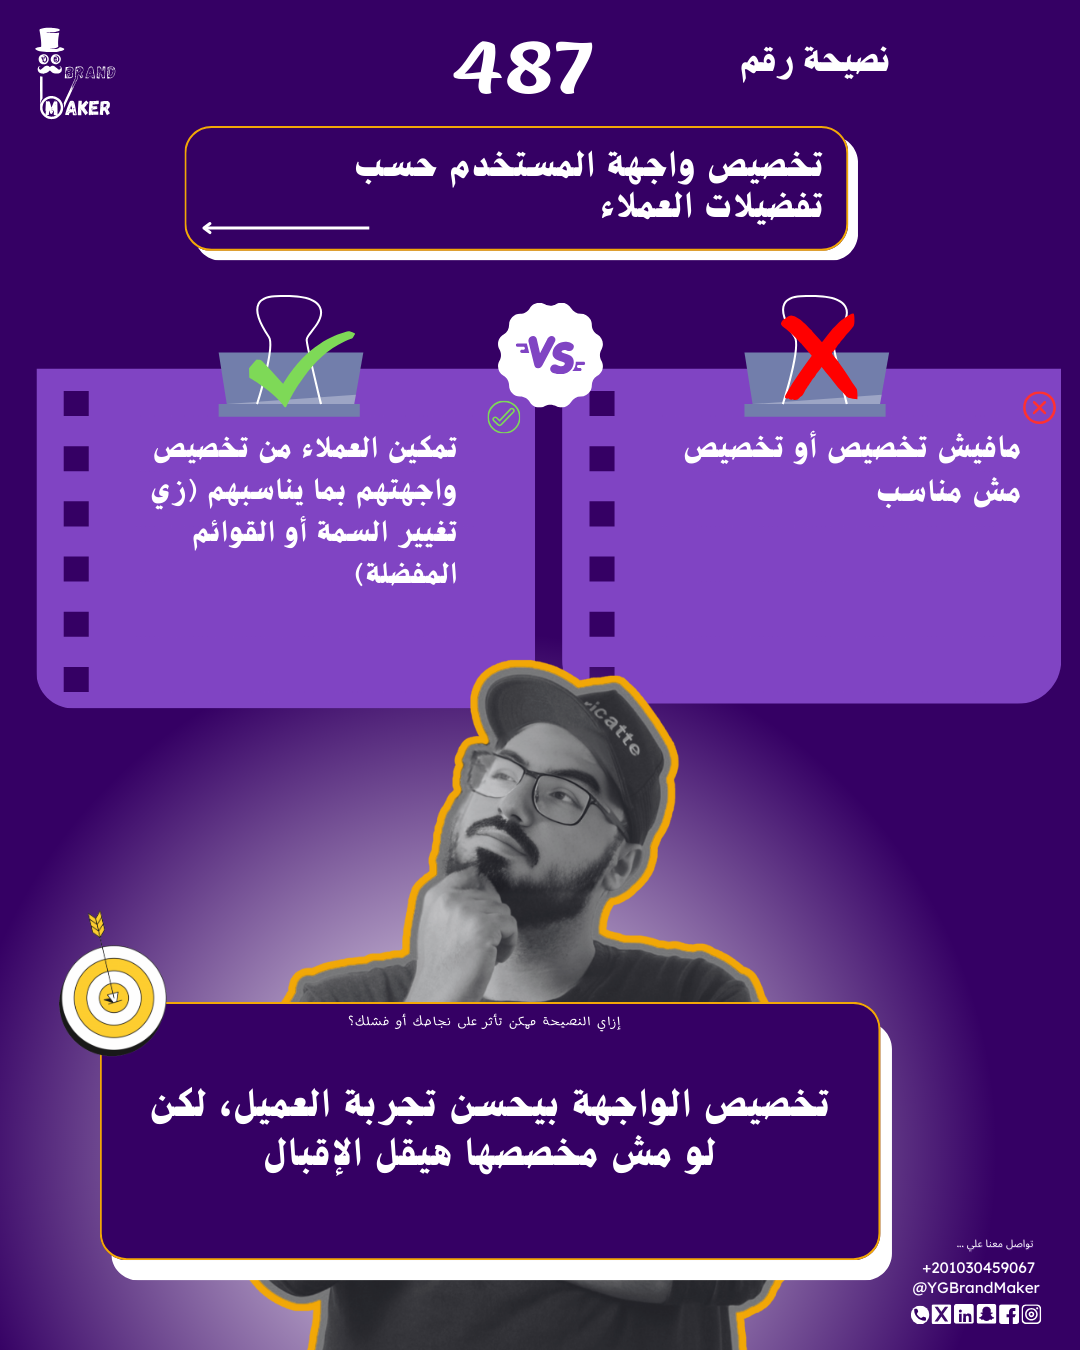 BRAND
MAKER
نصيحة رقم 487
تخصيص واجهة المستخدم حسب
تفضيلات العملاء
VS
مافيش تخصيص أو تخصيص
مش مناسب
تمكين العملاء من تخصيص
واجهتهم بما يناسبهم (زي
تغيير السمة أو القوائم
المفضلة)
icatte
إزاي النصيحة مهكن تأثر على نجاحك أو فشلك؟
تخصيص الواجهة بيحسن تجربة العميل، لكن
لو مش مخصصها هيقل الإقبال
تواصل معنا علي ...
+201030459067
@YGBrandMaker